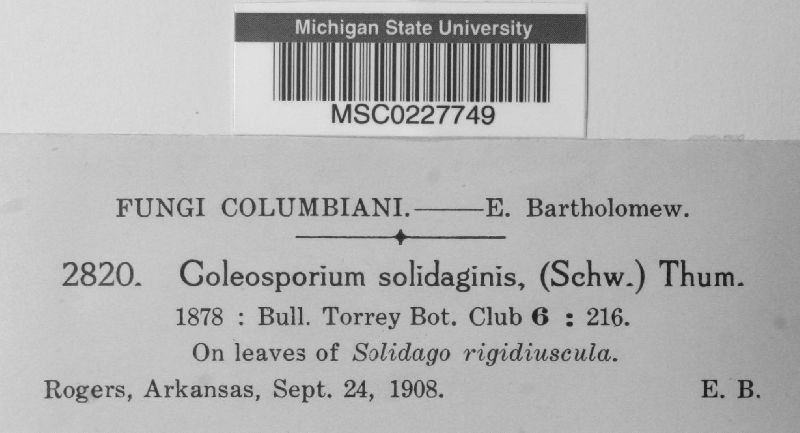 Michigan State University
MSC0227749
FUNGI COLUMBIANI.——E. Bartholomew.
2820. Coleosporium solidaginis, (Schw.) Thum.
1878 : Bull. Torrey Bot. Club 6 : 216.
On leaves of Solidago rigidiuscula.
Rogers, Arkansas, Sept. 24, 1908. E. B.